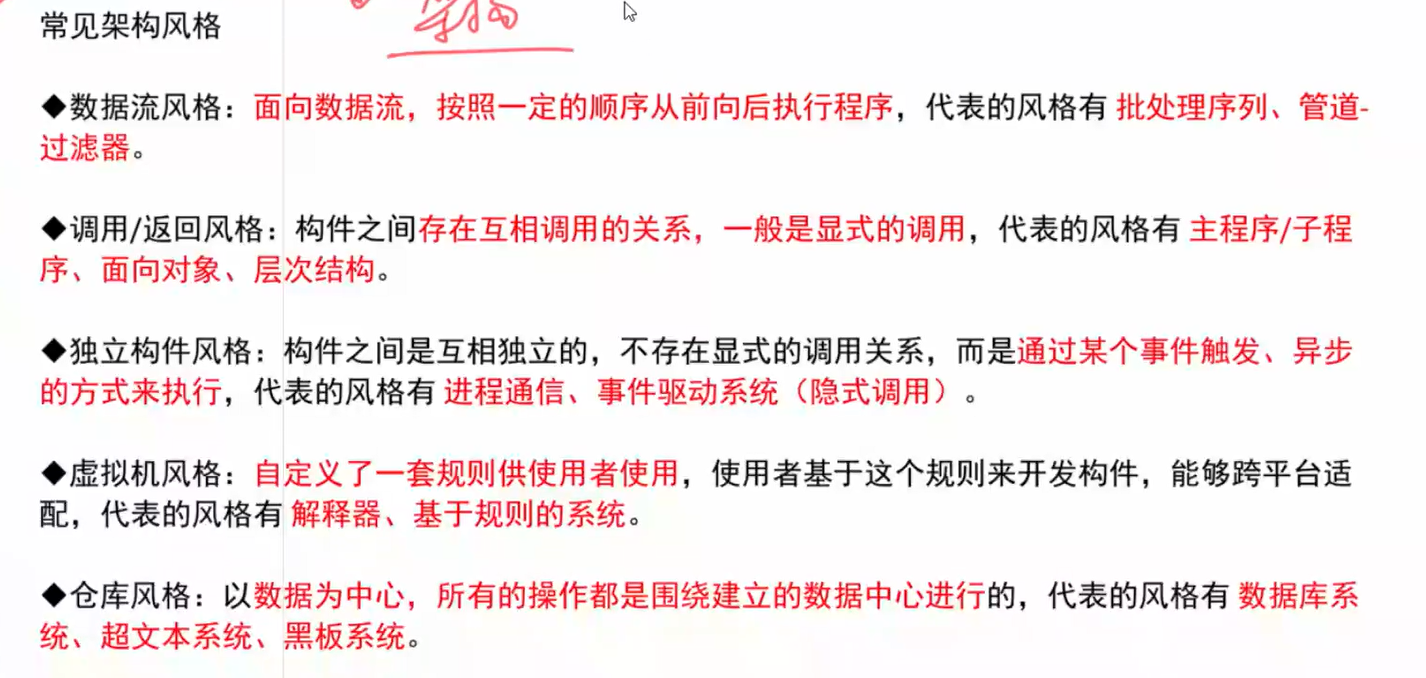 常见架构风格
◆数据流风格：面向数据流，按照一定的顺序从前向后执行程序，代表的风格有 批处理序列、管道-
过滤器。
◆调用/返回风格：构件之间存在互相调用的关系，一般是显式的调用，代表的风格有 主程序/子程
序、面向对象、层次结构。
◆独立构件风格：构件之间是互相独立的，不存在显式的调用关系，而是通过某个事件触发、异步
的方式来执行，代表的风格有 进程通信、事件驱动系统（隐式调用）。
◆虚拟机风格：自定义了一套规则供使用者使用，使用者基于这个规则来开发构件，能够跨平台适
配，代表的风格有 解释器、基于规则的系统。
◆仓库风格：以数据为中心，所有的操作都是围绕建立的数据中心进行的，代表的风格有 数据库系
统、超文本系统、黑板系统。